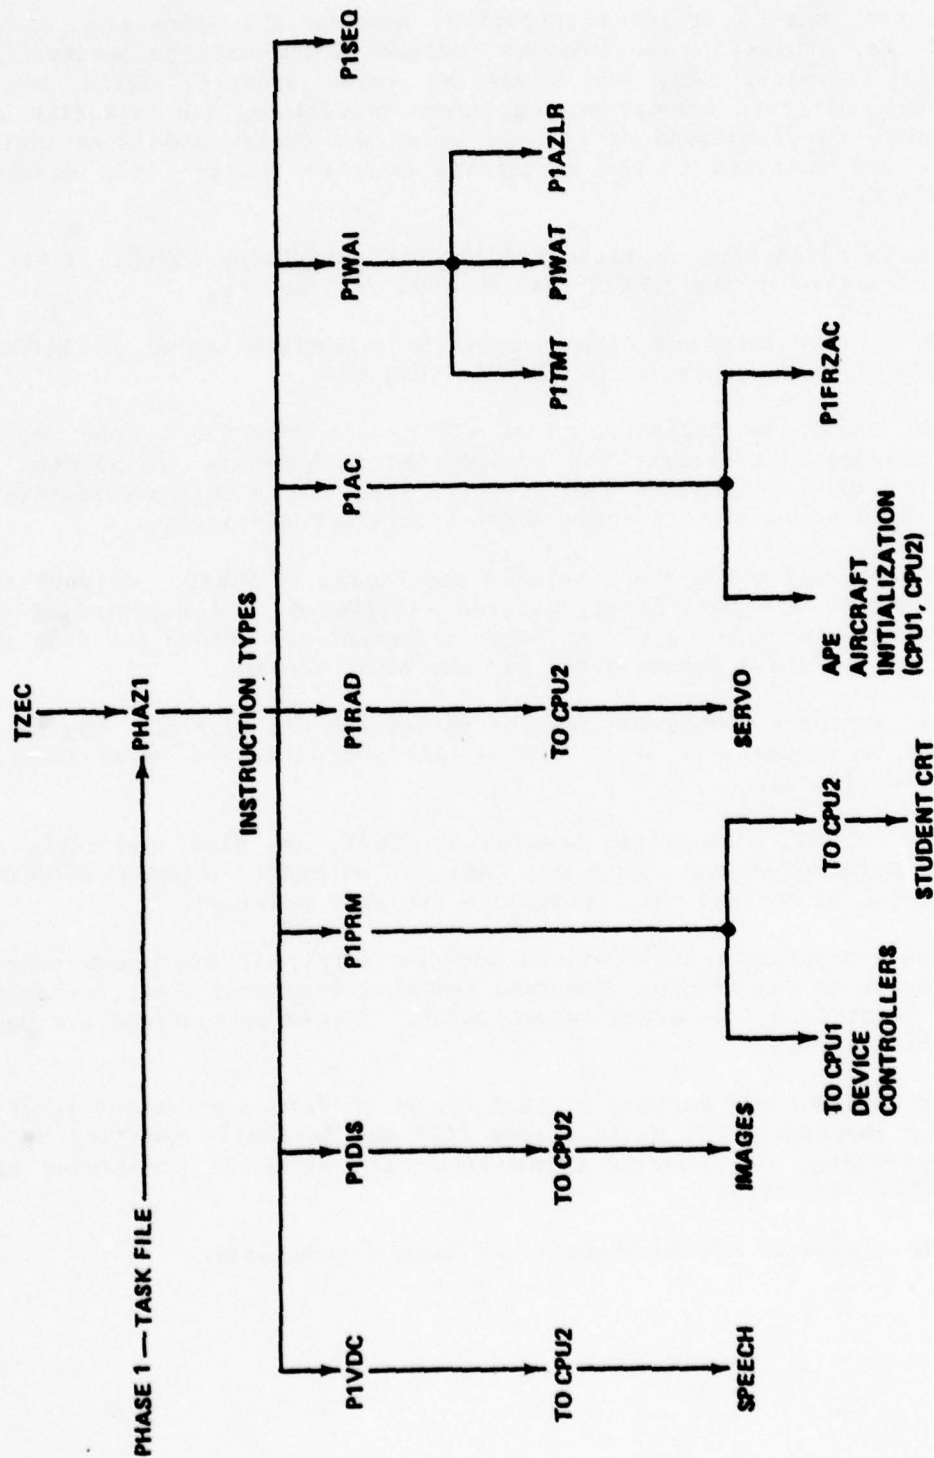 TZEC
PHASE 1 — TASK FILE
PHAZ1
INSTRUCTION TYPES
P1VDC
P1DIS
P1PRM
P1RAD
P1AC
P1WAI
P1SEQ
TO CPU2
TO CPU2
TO CPU2
P1TMT
P1WAT
P1AZLR
SPEECH
IMAGES
SERVO
TO CPU1
DEVICE
CONTROLLERS
TO CPU2
STUDENT CRT
APE
AIRCRAFT
INITIALIZATION
(CPU1, CPU2)
P1FRZAC